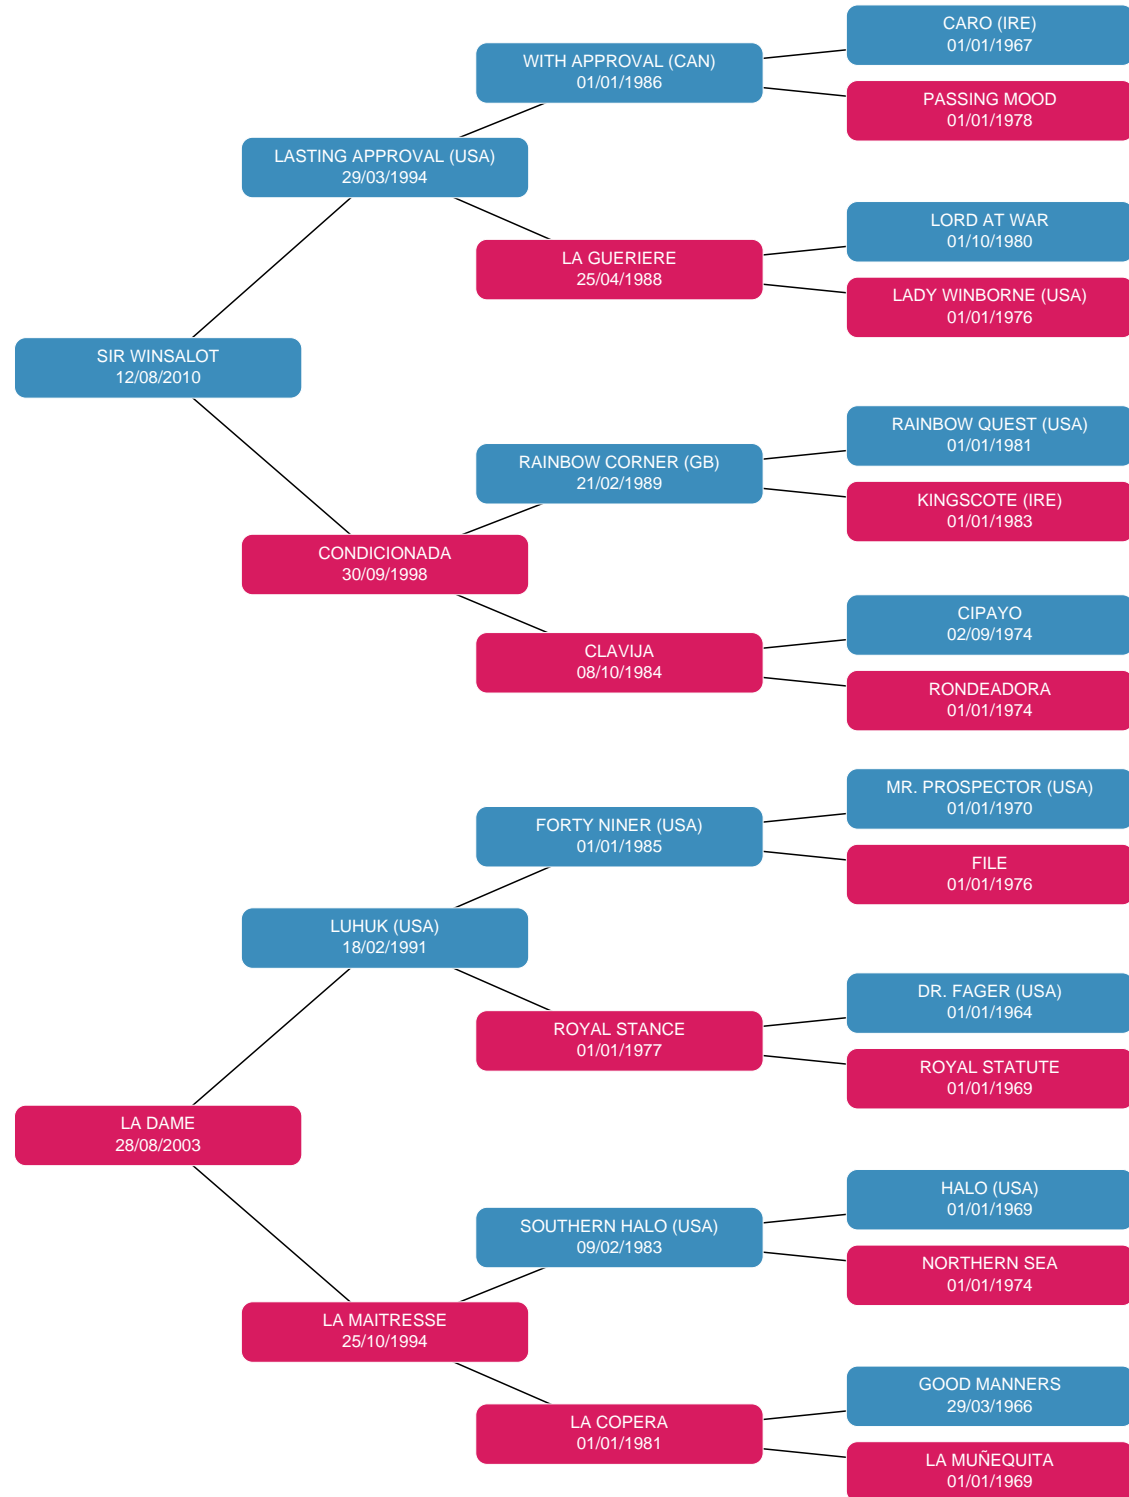 CARO (IRE)
01/01/1967
WITH APPROVAL (CAN)
01/01/1986
PASSING MOOD
01/01/1978
LASTING APPROVAL (USA)
29/03/1994
LORD AT WAR
01/10/1980
LA GUERIERE
25/04/1988
LADY WINBORNE (USA)
01/01/1976
SIR WINSALOT
12/08/2010
RAINBOW QUEST (USA)
01/01/1981
RAINBOW CORNER (GB)
21/02/1989
KINGSCOTE (IRE)
01/01/1983
CONDICIONADA
30/09/1998
CIPAYO
02/09/1974
CLAVIJA
08/10/1984
RONDEADORA
01/01/1974
MR. PROSPECTOR (USA)
01/01/1970
FORTY NINER (USA)
01/01/1985
FILE
01/01/1976
LUHUK (USA)
18/02/1991
DR. FAGER (USA)
01/01/1964
ROYAL STANCE
01/01/1977
ROYAL STATUTE
01/01/1969
LA DAME
28/08/2003
HALO (USA)
01/01/1969
SOUTHERN HALO (USA)
09/02/1983
NORTHERN SEA
01/01/1974
LA MAITRESSE
25/10/1994
GOOD MANNERS
29/03/1966
LA COPERA
01/01/1981
LA MUÑEQUITA
01/01/1969